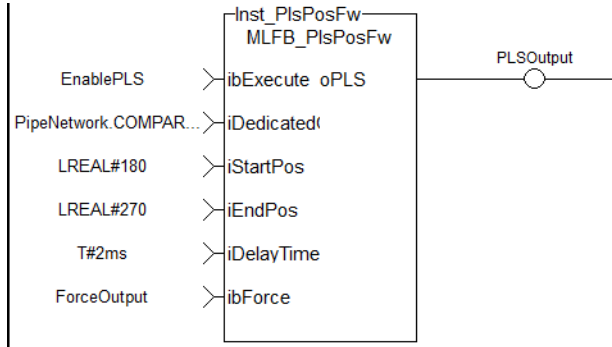 Inst_PlsPosFw
MLFB_PlsPosFw
PLSOutput
EnablePLS ibExecute oPLS
PipeNetwork.COMPAR... iDedicated(
LREAL#180 iStartPos
LREAL#270 iEndPos
T#2ms iDelayTime
ForceOutput ibForce